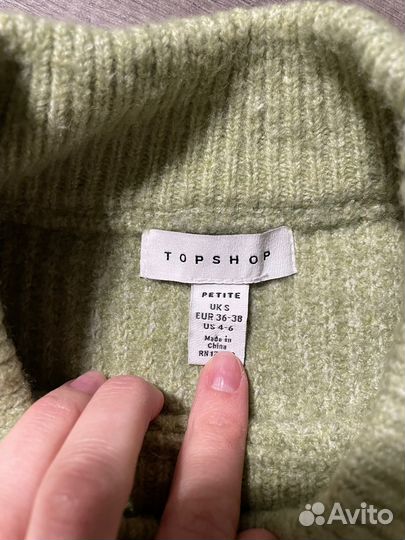 TOPSHOP
PETITE
UK S
EUR 36-38
US 4-6
Made in
China
Avito